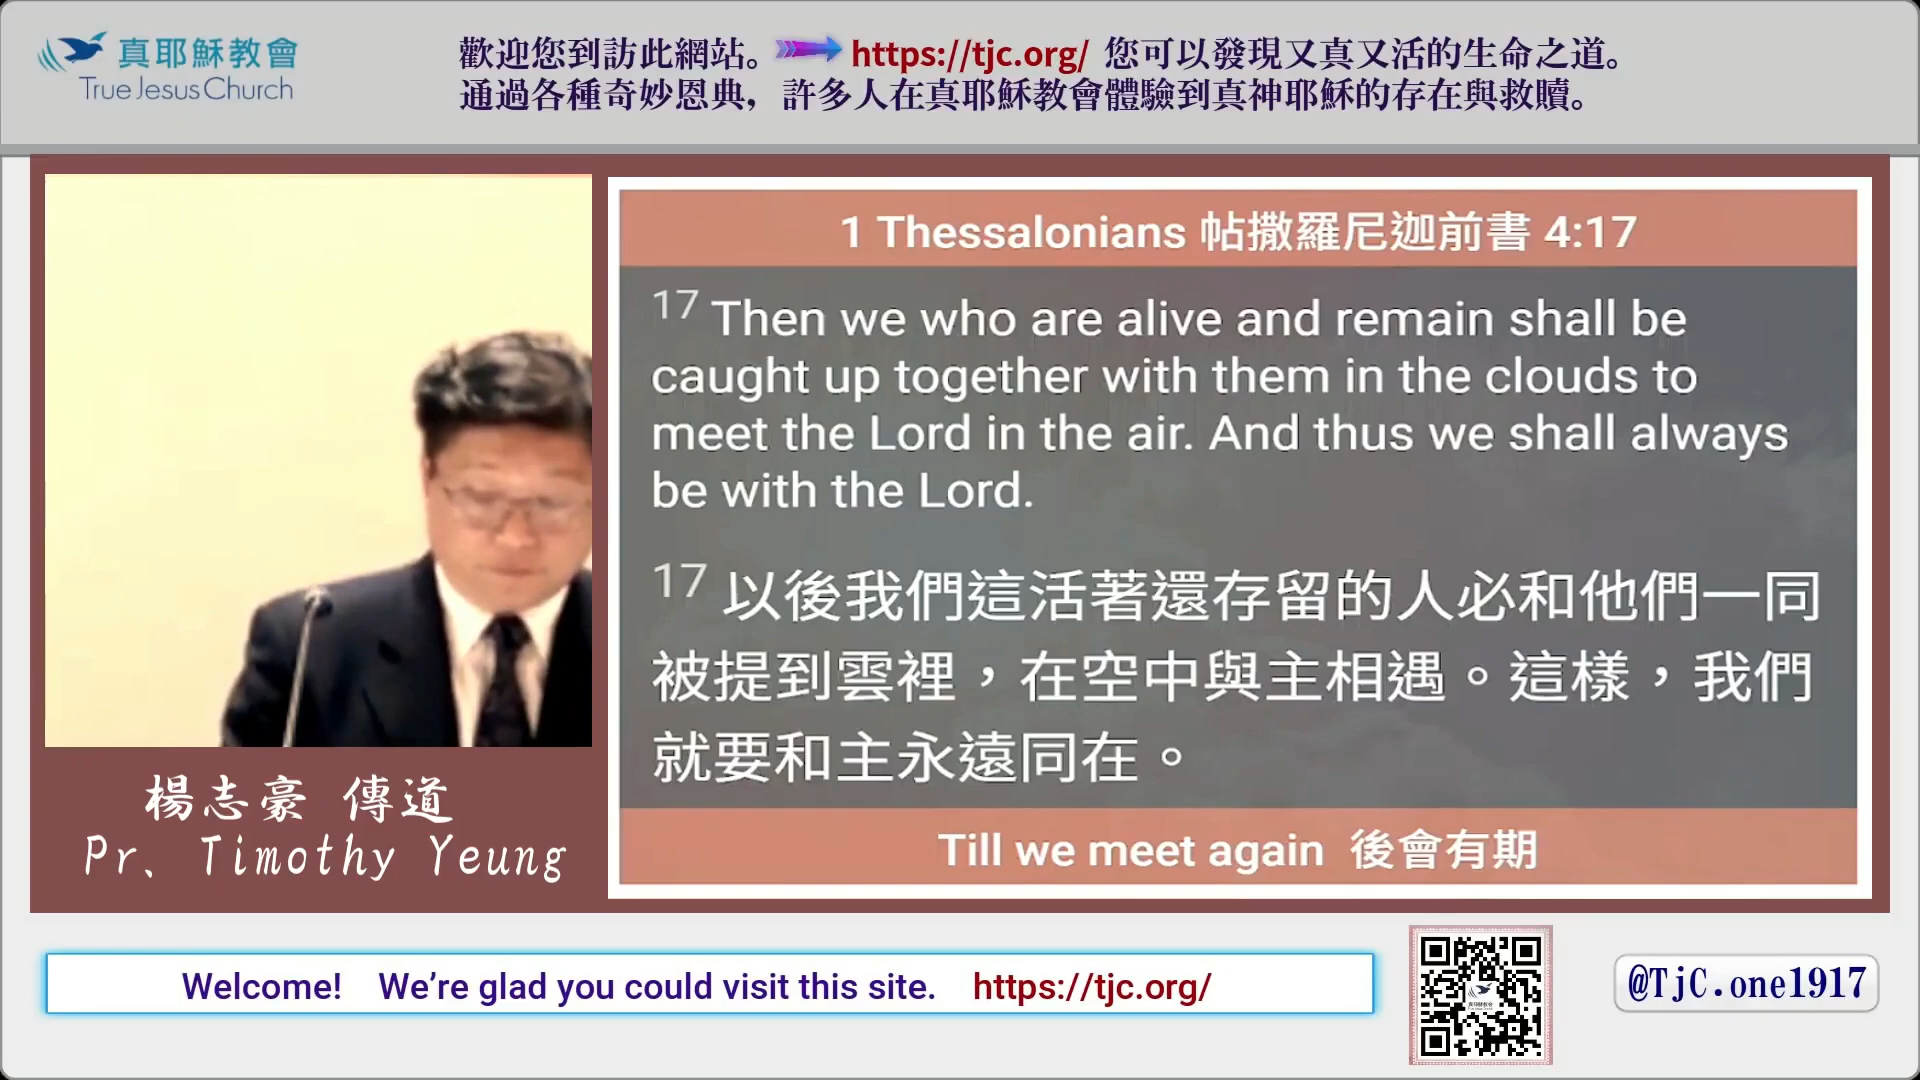 真耶穌教會
True Jesus Church
歡迎您到訪此網站。 https://tjc.org/ 您可以發現又真又活的生命之道。
通過各種奇妙恩典，許多人在真耶穌教會體驗到真神耶穌的存在與救贖。
1 Thessalonians 帖撒羅尼迦前書 4:17
17 Then we who are alive and remain shall be
caught up together with them in the clouds to
meet the Lord in the air. And thus we shall always
be with the Lord.
17 以後我們這活著還存留的人必和他們一同
被提到雲裡，在空中與主相遇。這樣，我們
就要和主永遠同在。
Till we meet again 後會有期
楊志豪 傳道
Pr. Timothy Yeung
Welcome! We’re glad you could visit this site. https://tjc.org/
@TjC.one1917